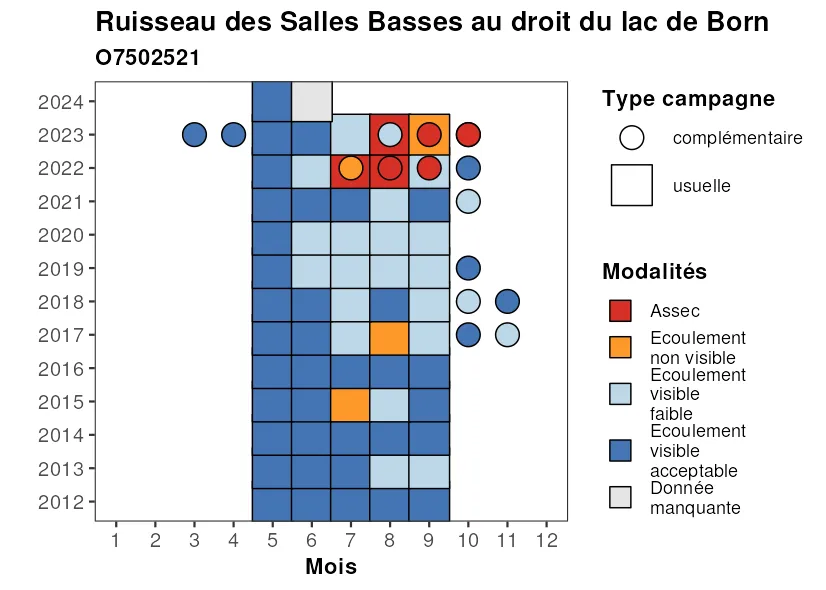 Ruisseau des Salles Basses au droit du lac de Born
O7502521
2024
2023
2022
2021
2020
2019
2018
2017
2016
2015
2014
2013
2012
1 2 3 4 5 6 7 8 9 10 11 12
Mois
Type campagne
complémentaire
usuelle
Modalités
Assec
Ecoulement
non visible
Ecoulement
visible
faible
Ecoulement
visible
acceptable
Donnée
manquante